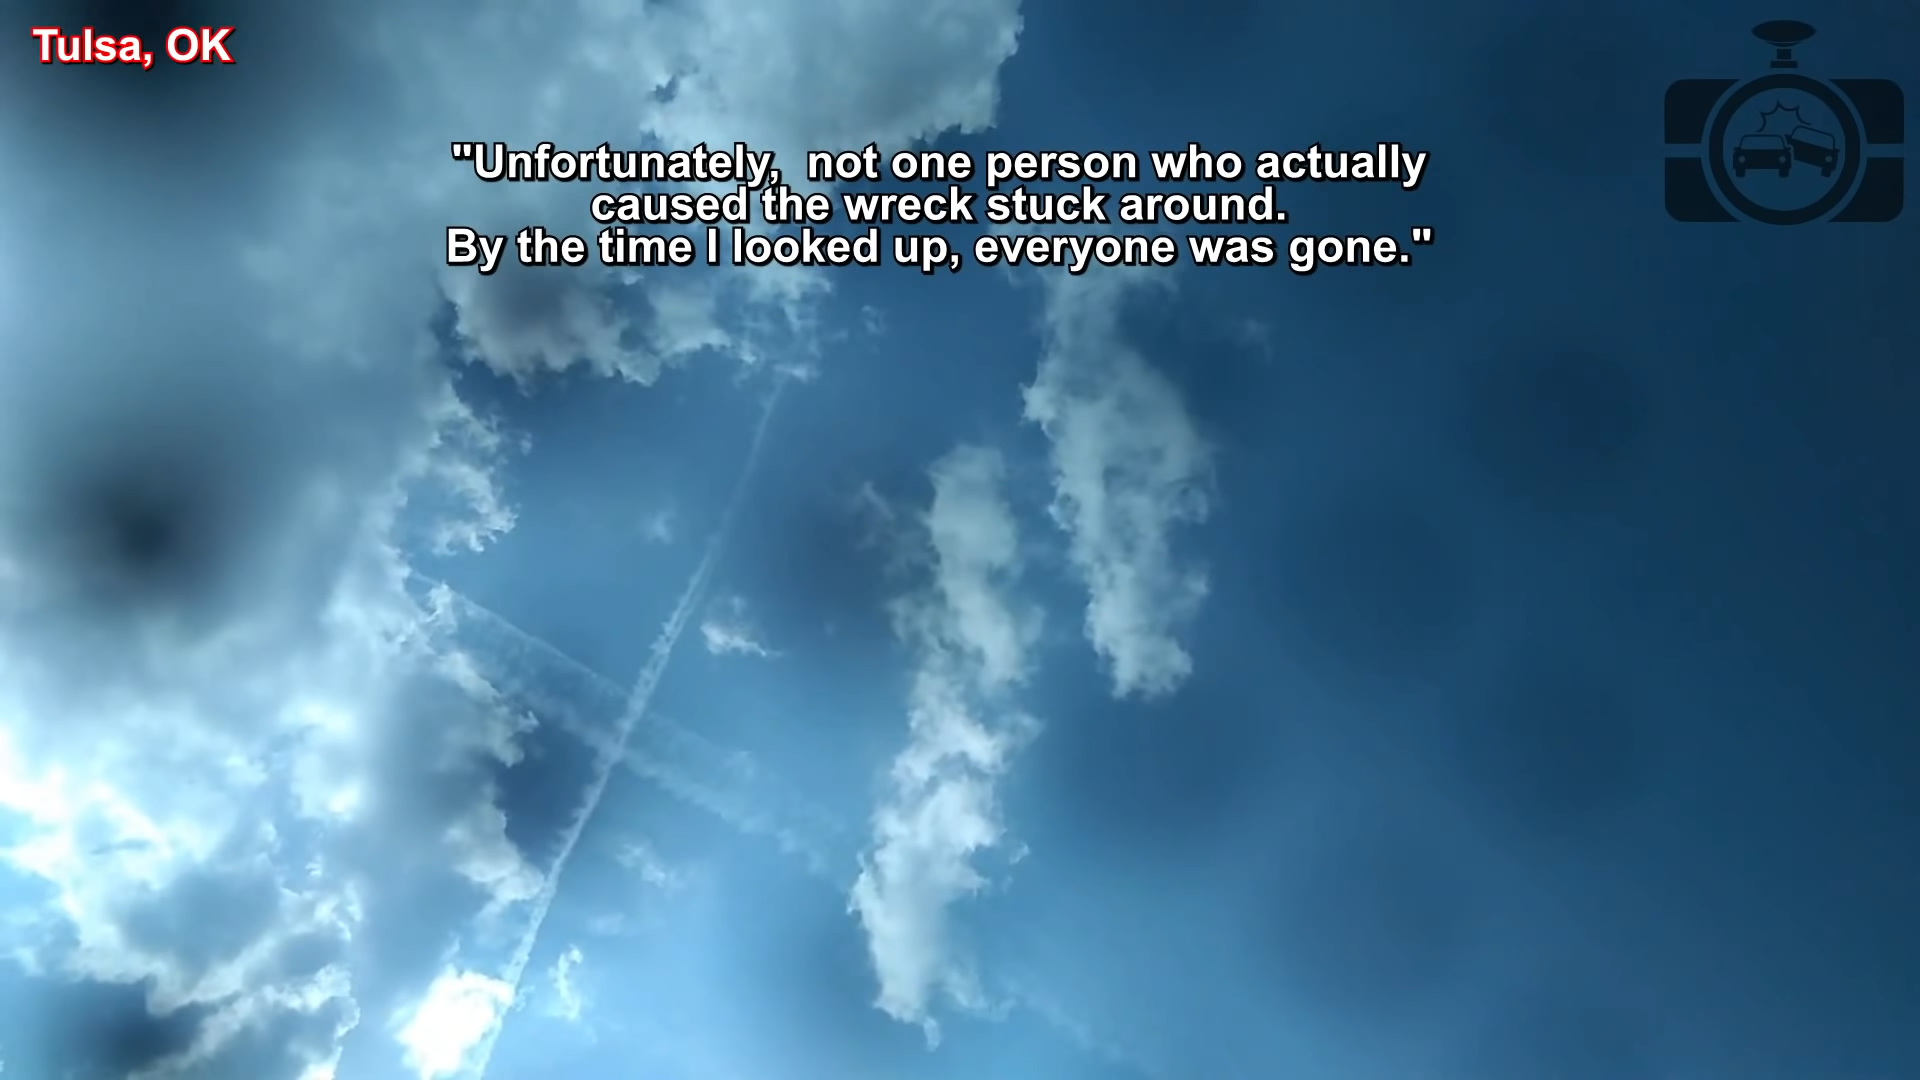 Tulsa, OK
"Unfortunately,  not one person who actually
caused the wreck stuck around.
By the time I looked up, everyone was gone."